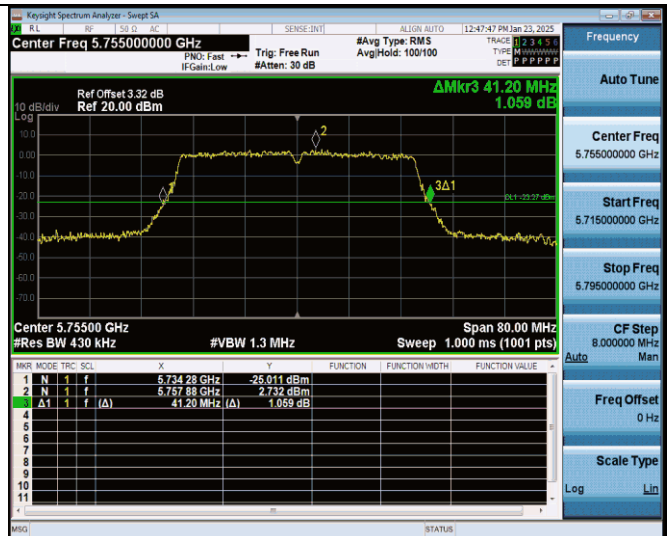 Keysight Spectrum Analyzer - Swept SA
RL RF 50 Ω AC SENSE:INT ALIGN AUTO 12:47:47 PM Jan 23, 2025
Center Freq 5.755000000 GHz
PNO: Fast
IFGain:Low
Trig: Free Run
#Atten: 30 dB
#Avg Type: RMS
Avg|Hold: 100/100
TRACE 1 2 3 4 5 6
TYPE MWWWWW
DET P P P P P P
Frequency
Auto Tune
Center Freq
5.755000000 GHz
Start Freq
5.715000000 GHz
Stop Freq
5.795000000 GHz
CF Step
8.000000 MHz
Auto Man
Freq Offset
0 Hz
Scale Type
Log Lin
ΔMkr3 41.20 MHz
1.059 dB
Ref Offset 3.32 dB
10 dB/div Ref 20.00 dBm
Log
10.0
0.00
-10.0
-20.0
-30.0
-40.0
-50.0
-60.0
-70.0
1
2
3Δ1
DL1 -23.27 dBm
Center 5.75500 GHz Span 80.00 MHz
#Res BW 430 kHz #VBW 1.3 MHz Sweep 1.000 ms (1001 pts)
MKR MODE TRC SCL X Y FUNCTION FUNCTION WIDTH FUNCTION VALUE
1 N 1 f 5.734 28 GHz -25.011 dBm
2 N 1 f 5.757 88 GHz 2.732 dBm
3 Δ1 1 f (Δ) 41.20 MHz (Δ) 1.059 dB
4
5
6
7
8
9
10
11
MSG STATUS